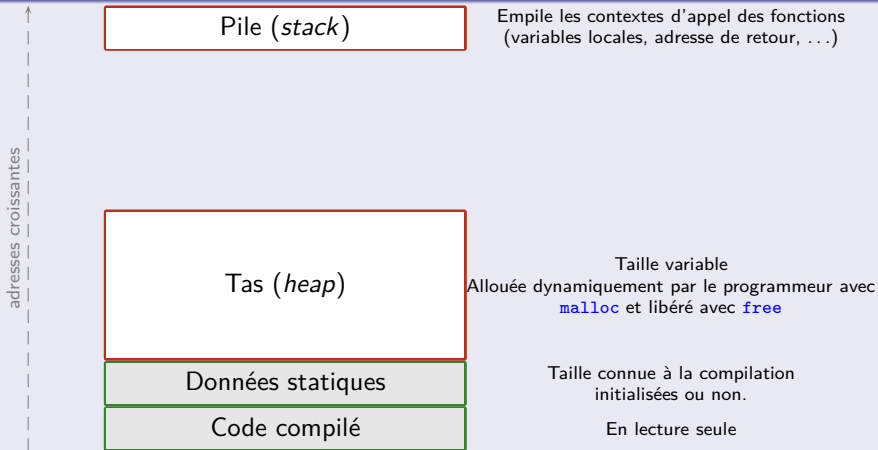 Pile (stack)
Empile les contextes d'appel des fonctions
(variables locales, adresse de retour, ...)
adresses croissantes
Tas (heap)
Taille variable
Allouée dynamiquement par le programmeur avec
malloc et libéré avec free
Données statiques
Taille connue à la compilation
initialisées ou non.
Code compilé
En lecture seule